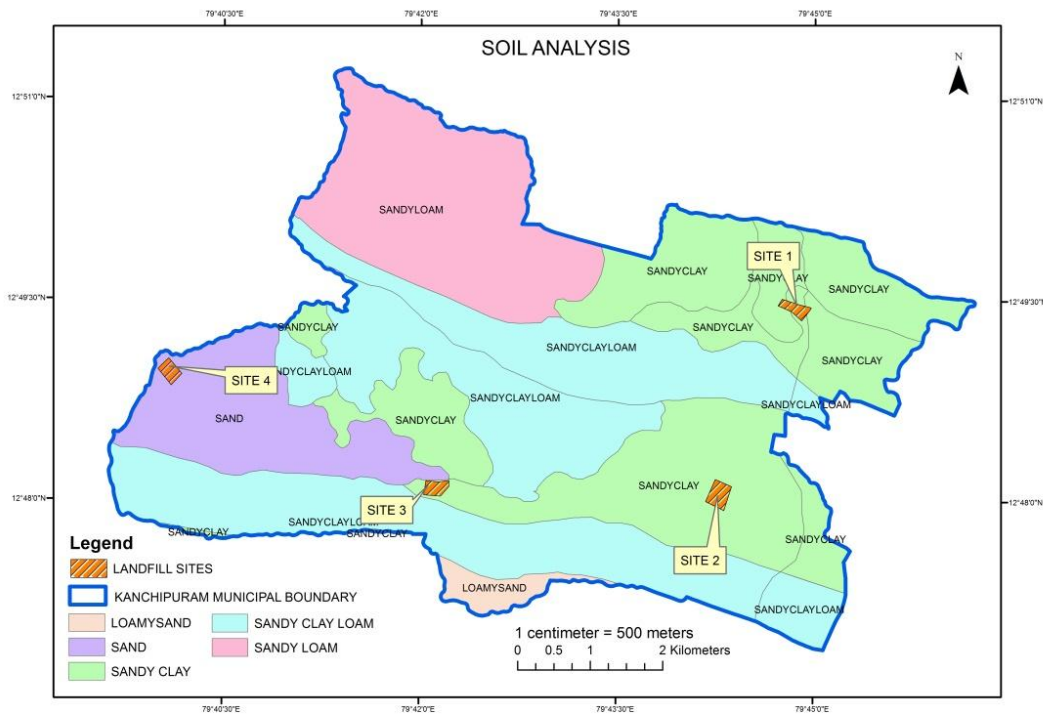 79°40'30"E 79°42'0"E 79°43'30"E 79°45'0"E
SOIL ANALYSIS
N
12°51'0"N 12°51'0"N
SANDYLOAM
SITE 1
SANDYCLAY
SANDYCLAY
SANDYCLAY
12°49'30"N 12°49'30"N
SANDYCLAY
SANDYCLAY
SANDYCLAYLOAM
SANDYCLAY
NDYCLAYLOAM
SITE 4
SANDYCLAYLOAM
SANDYCLAYLOAM
SAND
SANDYCLAY
SANDYCLAY
12°48'0"N 12°48'0"N
SITE 3
SANDYCLAYLOAM
SANDYCLAY
SANDYCLAY
SANDYCLAY
SITE 2
Legend
LANDFILL SITES
KANCHIPURAM MUNICIPAL BOUNDARY
LOAMYSAND
SANDY CLAY LOAM
SAND
SANDY LOAM
SANDY CLAY
LOAMYSAND
SANDYCLAYLOAM
1 centimeter = 500 meters
0 0.5 1 2 Kilometers
79°40'30"E 79°42'0"E 79°43'30"E 79°45'0"E